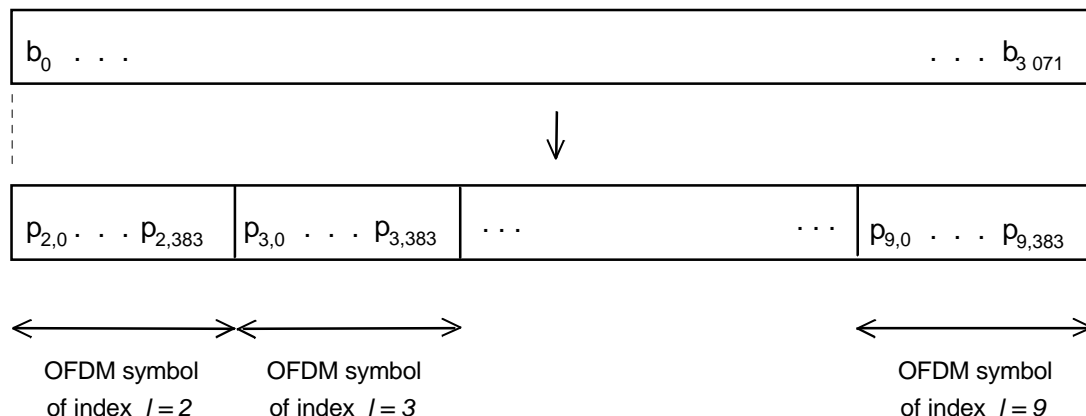 b0 . . . . . . b3 071
p2,0 . . . p2,383 p3,0 . . . p3,383 . . . . . . p9,0 . . . p9,383
OFDM symbol OFDM symbol OFDM symbol
of index l = 2 of index l = 3 of index l = 9